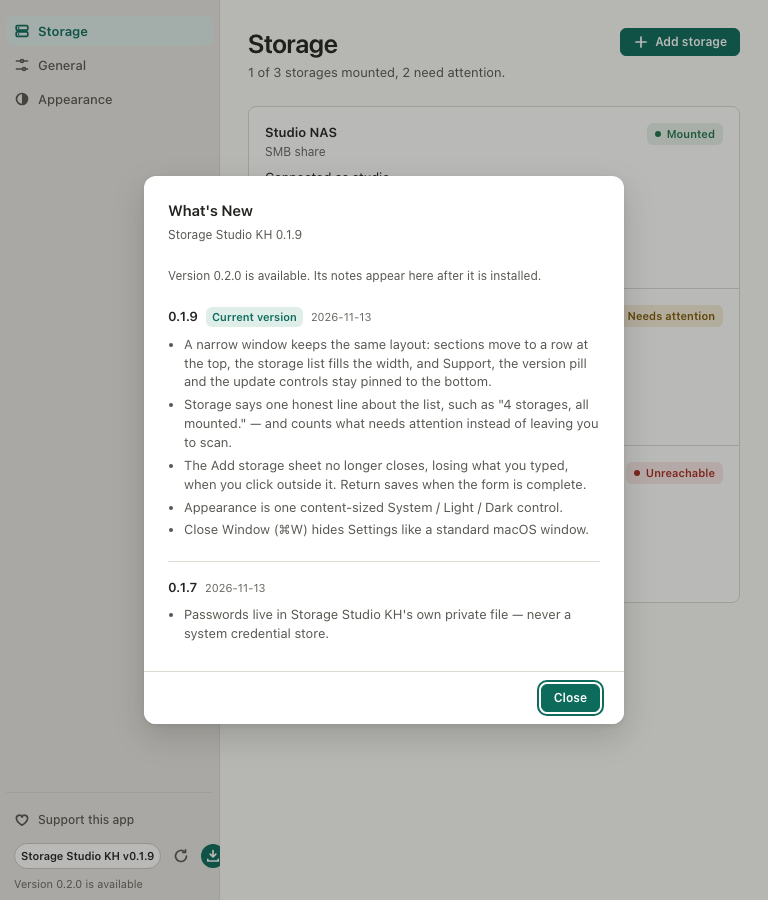 Storage
General
Appearance
Storage
Add storage
1 of 3 storages mounted, 2 need attention.
Studio NAS
Mounted
SMB share
What's New
Storage Studio KH 0.1.9
Version 0.2.0 is available. Its notes appear here after it is installed.
0.1.9 Current version 2026-11-13
• A narrow window keeps the same layout: sections move to a row at
the top, the storage list fills the width, and Support, the version pill
and the update controls stay pinned to the bottom.
• Storage says one honest line about the list, such as "4 storages, all
mounted." — and counts what needs attention instead of leaving you
to scan.
• The Add storage sheet no longer closes, losing what you typed,
when you click outside it. Return saves when the form is complete.
• Appearance is one content-sized System / Light / Dark control.
• Close Window (⌘W) hides Settings like a standard macOS window.
0.1.7 2026-11-13
• Passwords live in Storage Studio KH's own private file — never a
system credential store.
Close
Needs attention
Unreachable
Support this app
Storage Studio KH v0.1.9
Version 0.2.0 is available